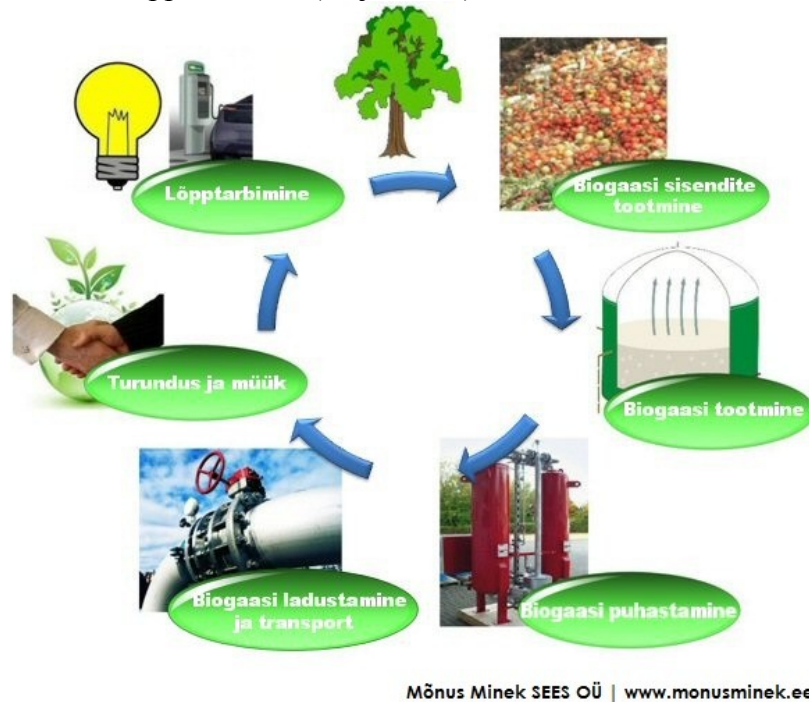 Lõpptarbimine
Biogaasi sisendite
tootmine
Biogaasi tootmine
Biogaasi puhastamine
Biogaasi ladustamine
ja transport
Turundus ja müük
Mõnus Minek SEES OÜ | www.monusminek.ee